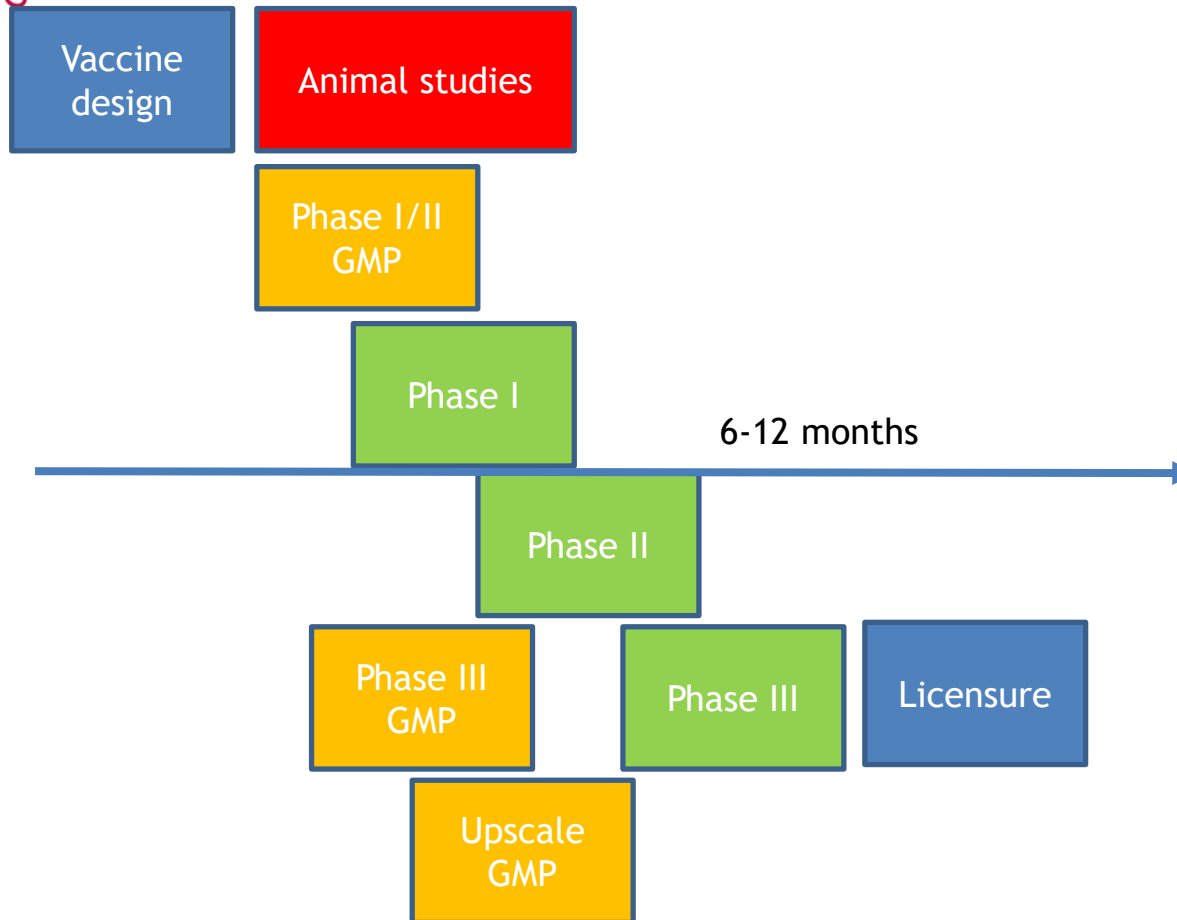 Vaccine
design
Animal studies
Phase I/II
GMP
Phase I
6-12 months
Phase II
Phase III
GMP
Phase III
Licensure
Upscale
GMP